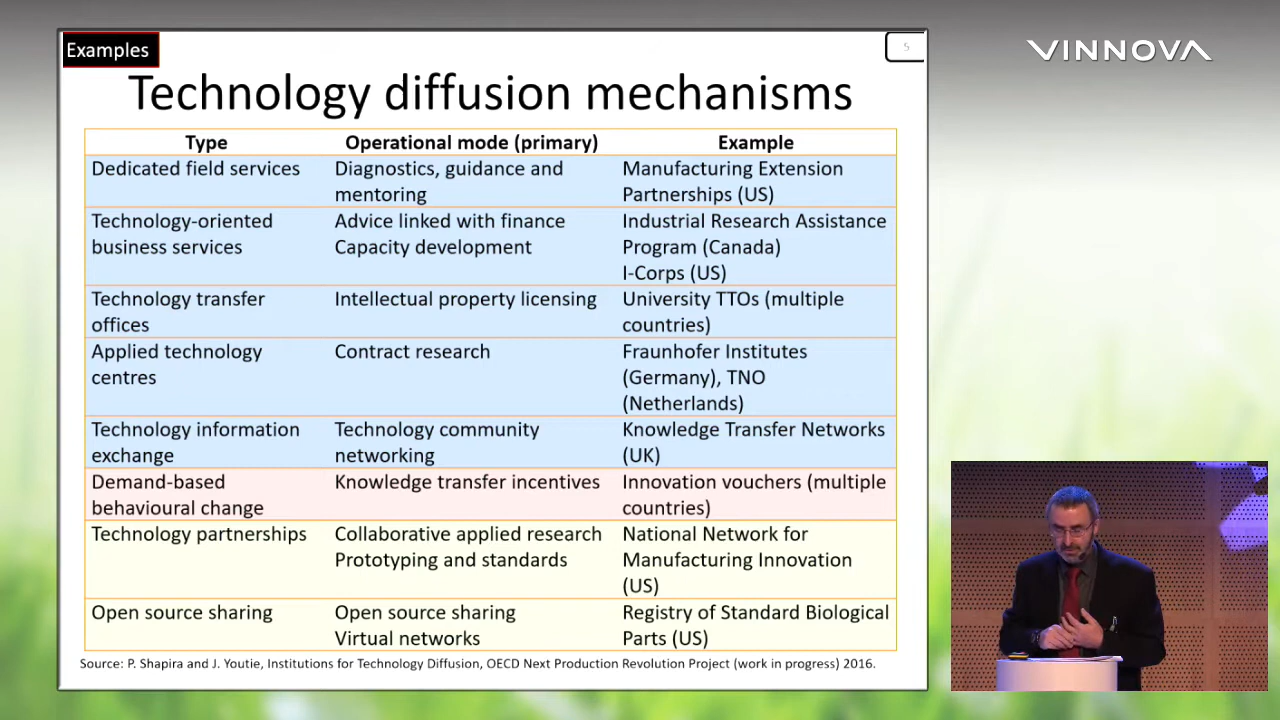 Examples
5
VINNOVA
Technology diffusion mechanisms
Type Operational mode (primary) Example
Dedicated field services Diagnostics, guidance and Manufacturing Extension
mentoring Partnerships (US)
Technology-oriented Advice linked with finance Industrial Research Assistance
business services Capacity development Program (Canada)
I-Corps (US)
Technology transfer Intellectual property licensing University TTOs (multiple
offices countries)
Applied technology Contract research Fraunhofer Institutes
centres (Germany), TNO
(Netherlands)
Technology information Technology community Knowledge Transfer Networks
exchange networking (UK)
Demand-based Knowledge transfer incentives Innovation vouchers (multiple
behavioural change countries)
Technology partnerships Collaborative applied research National Network for
Prototyping and standards Manufacturing Innovation
(US)
Open source sharing Open source sharing Registry of Standard Biological
Virtual networks Parts (US)
Source: P. Shapira and J. Youtie, Institutions for Technology Diffusion, OECD Next Production Revolution Project (work in progress) 2016.